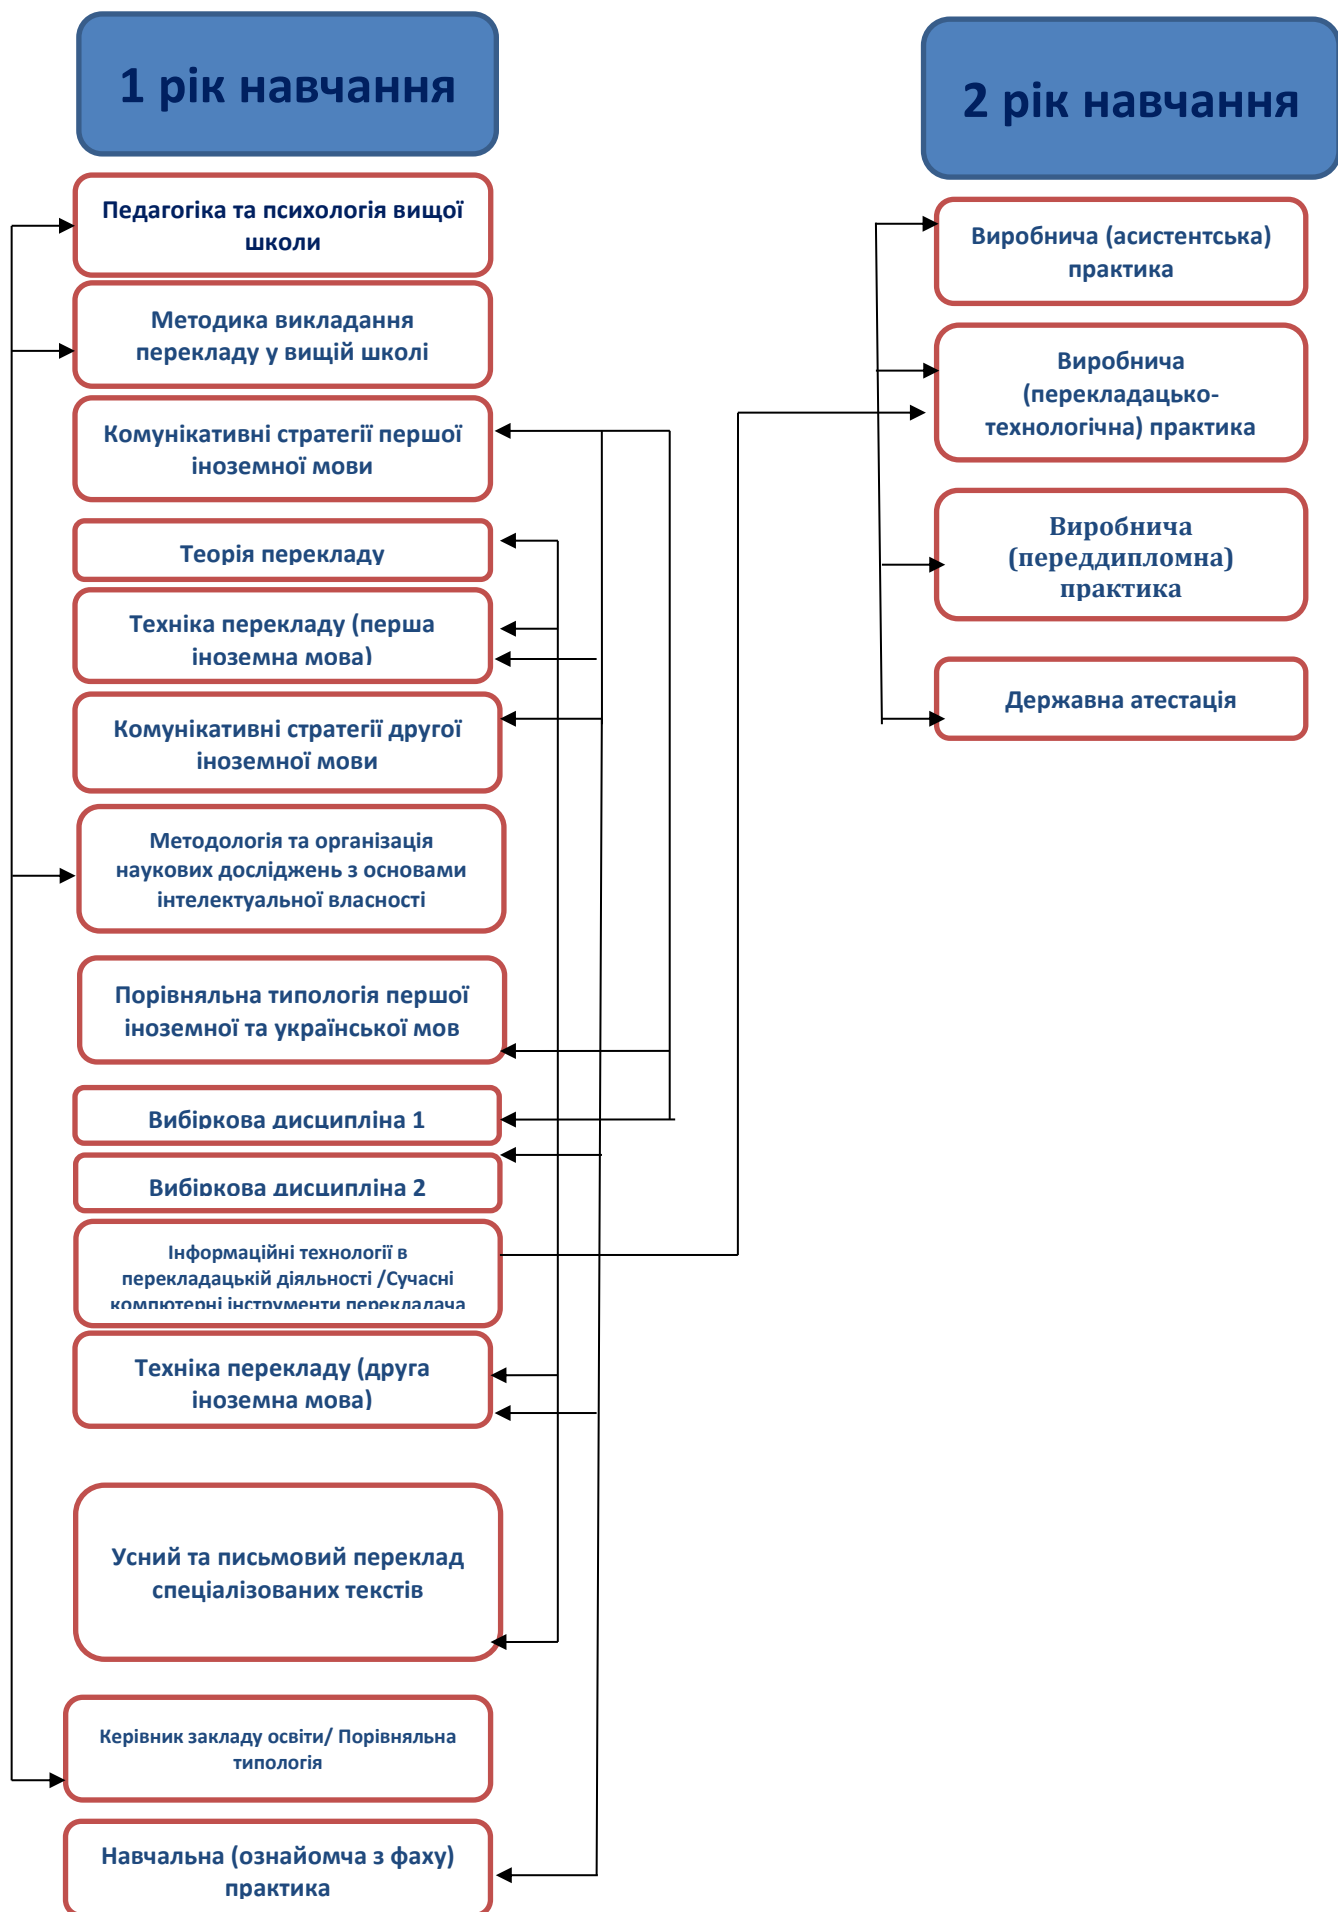 1 рік навчання
Педагогіка та психологія вищої
школи
Методика викладання
перекладу у вищій школі
Комунікативні стратегії першої
іноземної мови
Теорія перекладу
Техніка перекладу (перша
іноземна мова)
Комунікативні стратегії другої
іноземної мови
Методологія та організація
наукових досліджень з основами
інтелектуальної власності
Порівняльна типологія першої
іноземної та української мов
Вибіркова дисципліна 1
Вибіркова дисципліна 2
Інформаційні технології в
перекладацькій діяльності /Сучасні
компютерні інструменти перекладача
Техніка перекладу (друга
іноземна мова)
Усний та письмовий переклад
спеціалізованих текстів
Керівник закладу освіти/ Порівняльна
типологія
Навчальна (ознайомча з фаху)
практика
2 рік навчання
Виробнича (асистентська)
практика
Виробнича
(перекладацько-
технологічна) практика
Виробнича
(переддипломна)
практика
Державна атестація